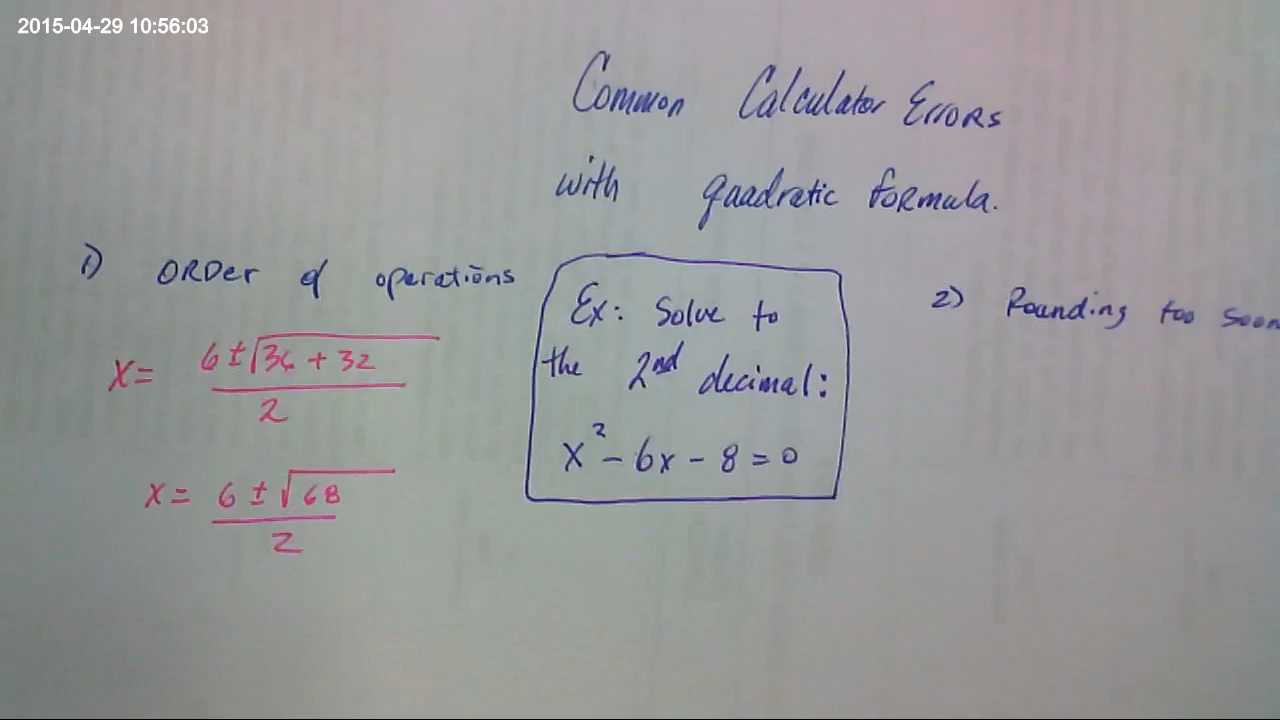 2015-04-29 10:56:03
Common Calculator Errors
with quadratic formula.
1) Order of operations
x = 6 ± √36 + 32
2
x = 6 ± √68
2
Ex: Solve to
the 2nd decimal:
x² - 6x - 8 = 0
2) Rounding too soon